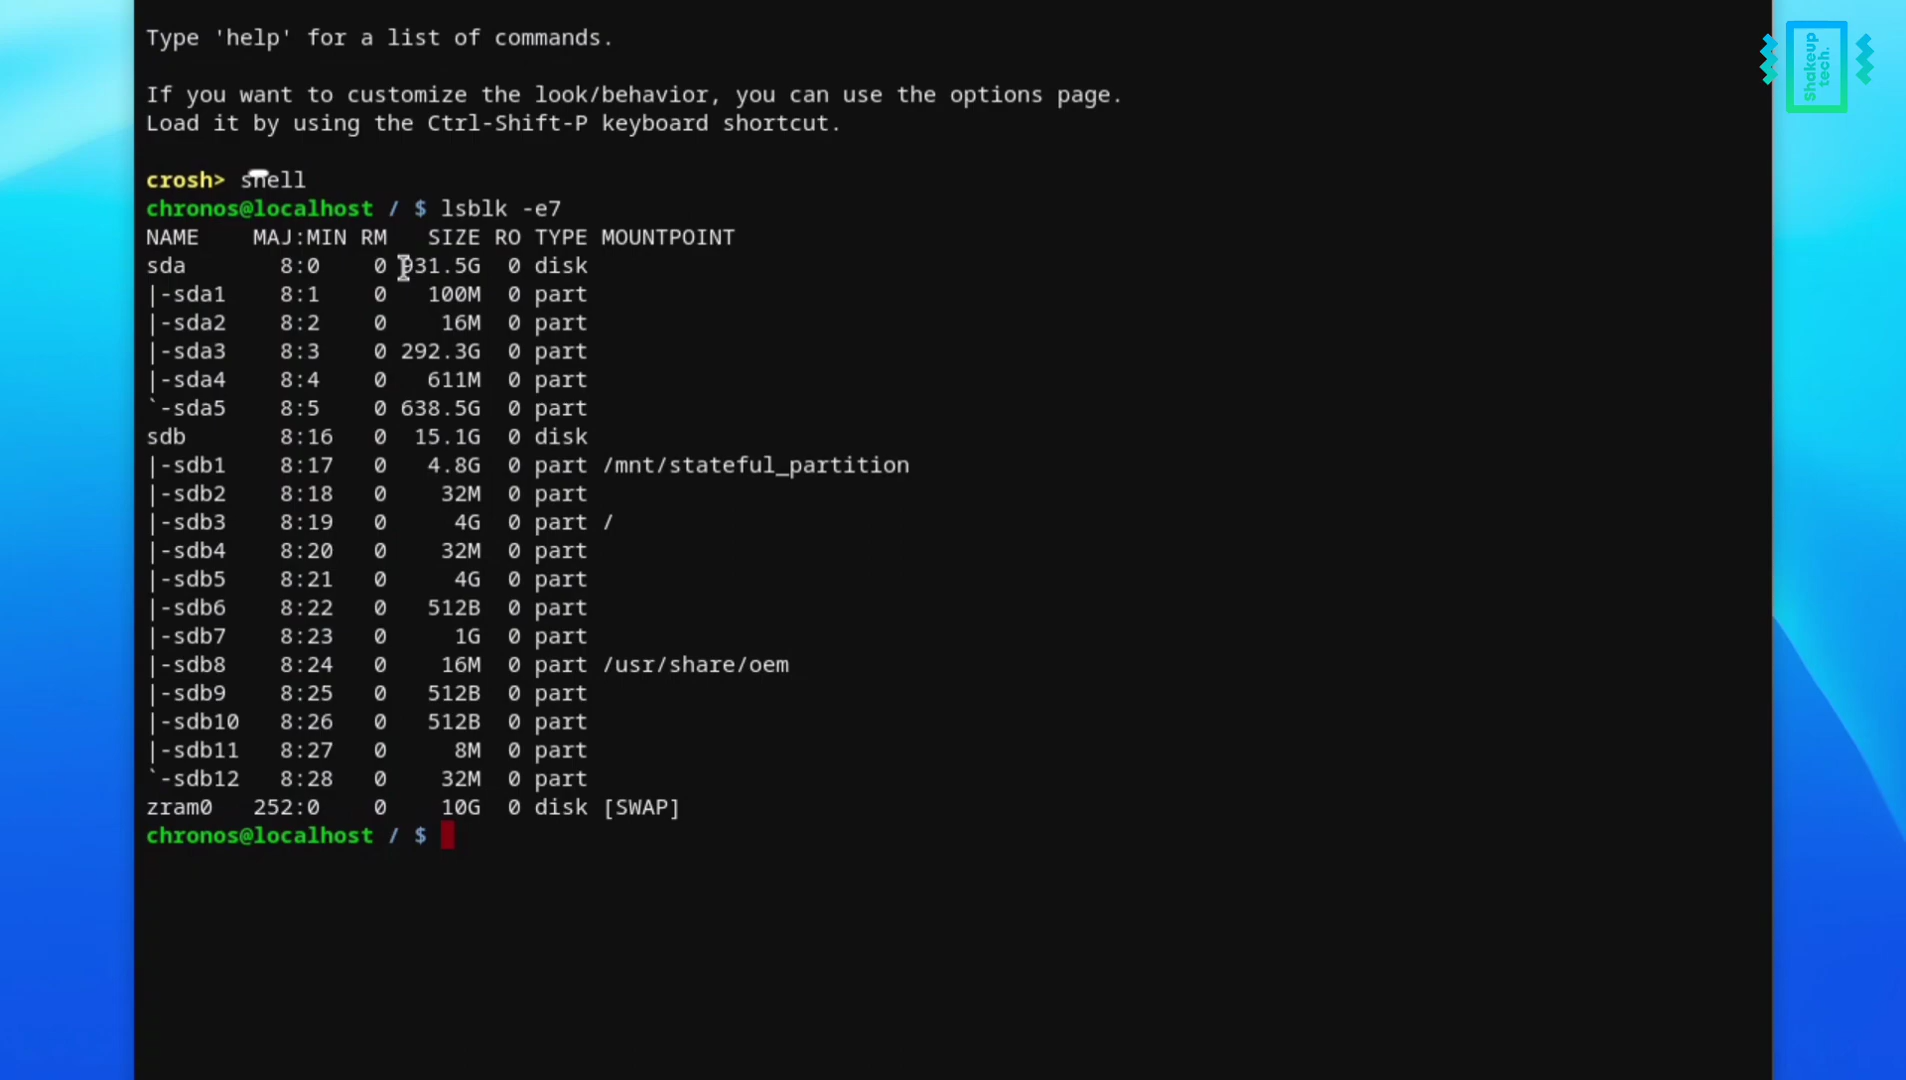 Type 'help' for a list of commands.
If you want to customize the look/behavior, you can use the options page.
Load it by using the Ctrl-Shift-P keyboard shortcut.
crosh> shell
chronos@localhost / $ lsblk -e7
NAME    MAJ:MIN RM   SIZE RO TYPE MOUNTPOINT
sda       8:0    0 931.5G  0 disk
|-sda1    8:1    0   100M  0 part
|-sda2    8:2    0    16M  0 part
|-sda3    8:3    0 292.3G  0 part
|-sda4    8:4    0   611M  0 part
`-sda5    8:5    0 638.5G  0 part
sdb       8:16   0  15.1G  0 disk
|-sdb1    8:17   0   4.8G  0 part /mnt/stateful_partition
|-sdb2    8:18   0    32M  0 part
|-sdb3    8:19   0     4G  0 part /
|-sdb4    8:20   0    32M  0 part
|-sdb5    8:21   0     4G  0 part
|-sdb6    8:22   0   512B  0 part
|-sdb7    8:23   0     1G  0 part
|-sdb8    8:24   0    16M  0 part /usr/share/oem
|-sdb9    8:25   0   512B  0 part
|-sdb10   8:26   0   512B  0 part
|-sdb11   8:27   0     8M  0 part
`-sdb12   8:28   0    32M  0 part
zram0   252:0    0    10G  0 disk [SWAP]
chronos@localhost / $
Shakeup
tech.